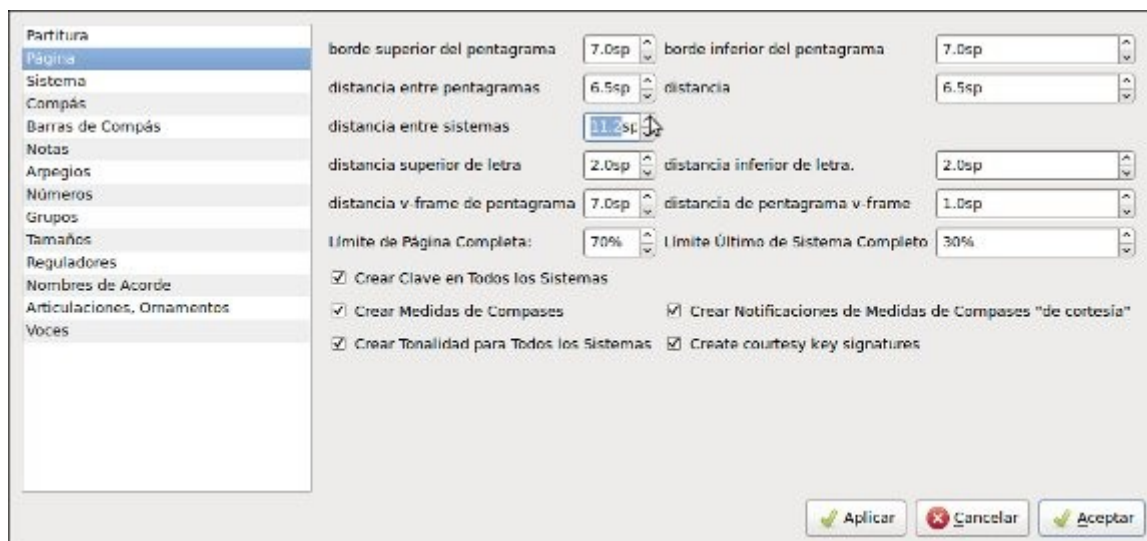 Partitura
Página
Sistema
Compás
Barras de Compás
Notas
Arpegios
Números
Grupos
Tamaños
Reguladores
Nombres de Acorde
Articulaciones, Ornamentos
Voces
borde superior del pentagrama 7.0sp borde inferior del pentagrama 7.0sp
distancia entre pentagramas 6.5sp distancia 6.5sp
distancia entre sistemas 11.2sp
distancia superior de letra 2.0sp distancia inferior de letra. 2.0sp
distancia v-frame de pentagrama 7.0sp distancia de pentagrama v-frame 1.0sp
Límite de Página Completa: 70% Límite Último de Sistema Completo 30%
Crear Clave en Todos los Sistemas
Crear Medidas de Compases Crear Notificaciones de Medidas de Compases "de cortesía"
Crear Tonalidad para Todos los Sistemas Create courtesy key signatures
Aplicar Cancelar Aceptar